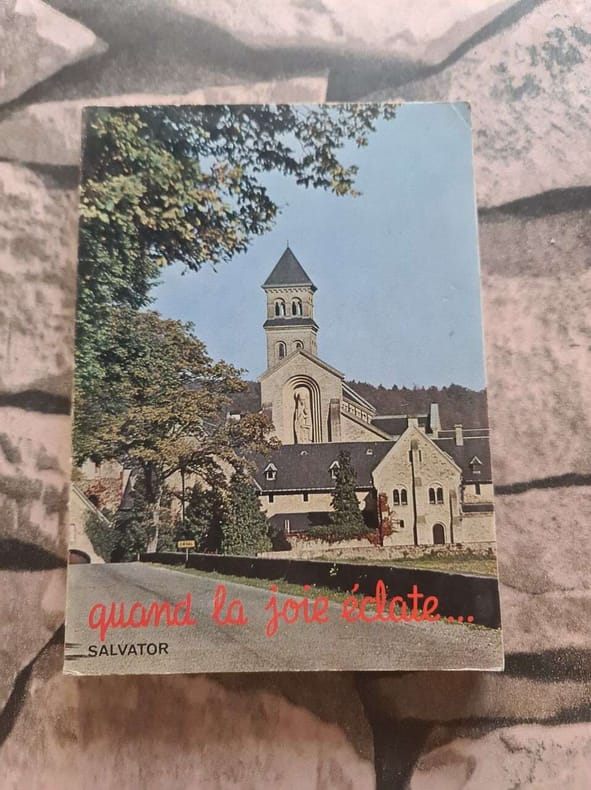 quand la joie éclate....
SALVATOR